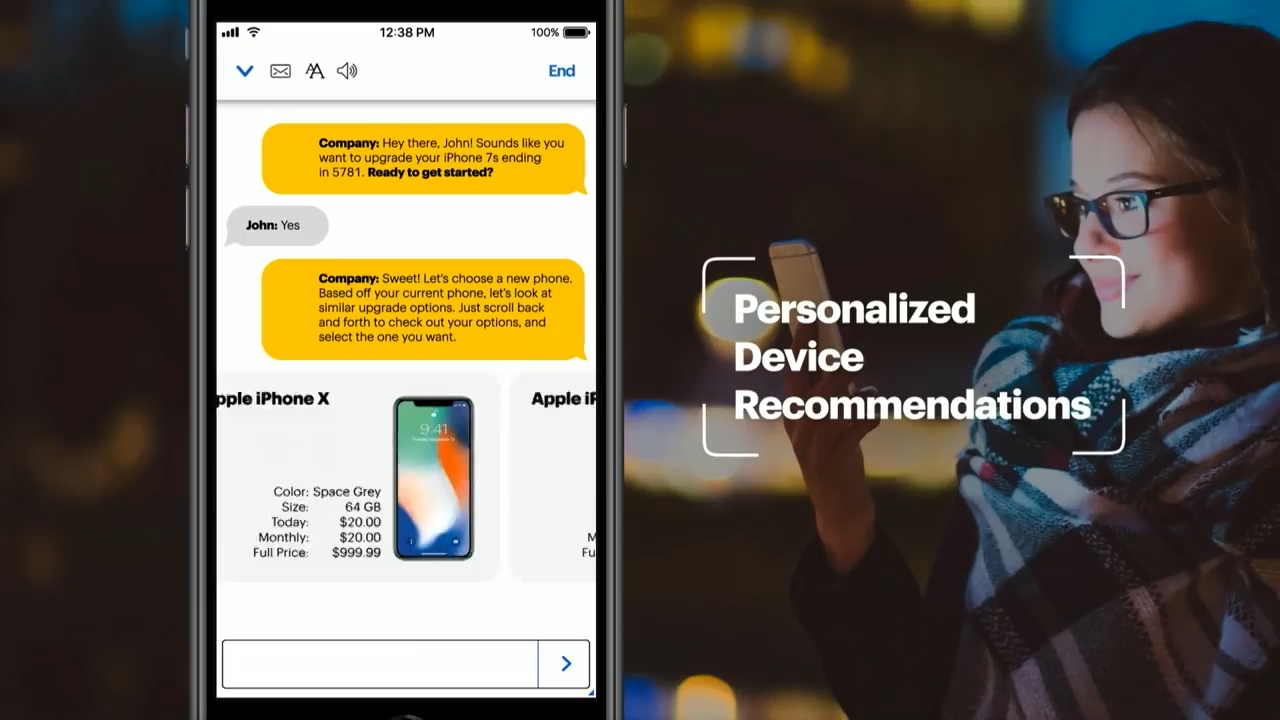 12:38 PM
100%
AA
End
Company: Hey there, John! Sounds like you
want to upgrade your iPhone 7s ending
in 5781. Ready to get started?
John: Yes
Company: Sweet! Let's choose a new phone.
Based off your current phone, let's look at
similar upgrade options. Just scroll back
and forth to check out your options, and
select the one you want.
pple iPhone X
9:41
Color: Space Grey
Size: 64 GB
Today: $20.00
Monthly: $20.00
Full Price: $999.99
Apple iP
M
Fu
Personalized
Device
Recommendations